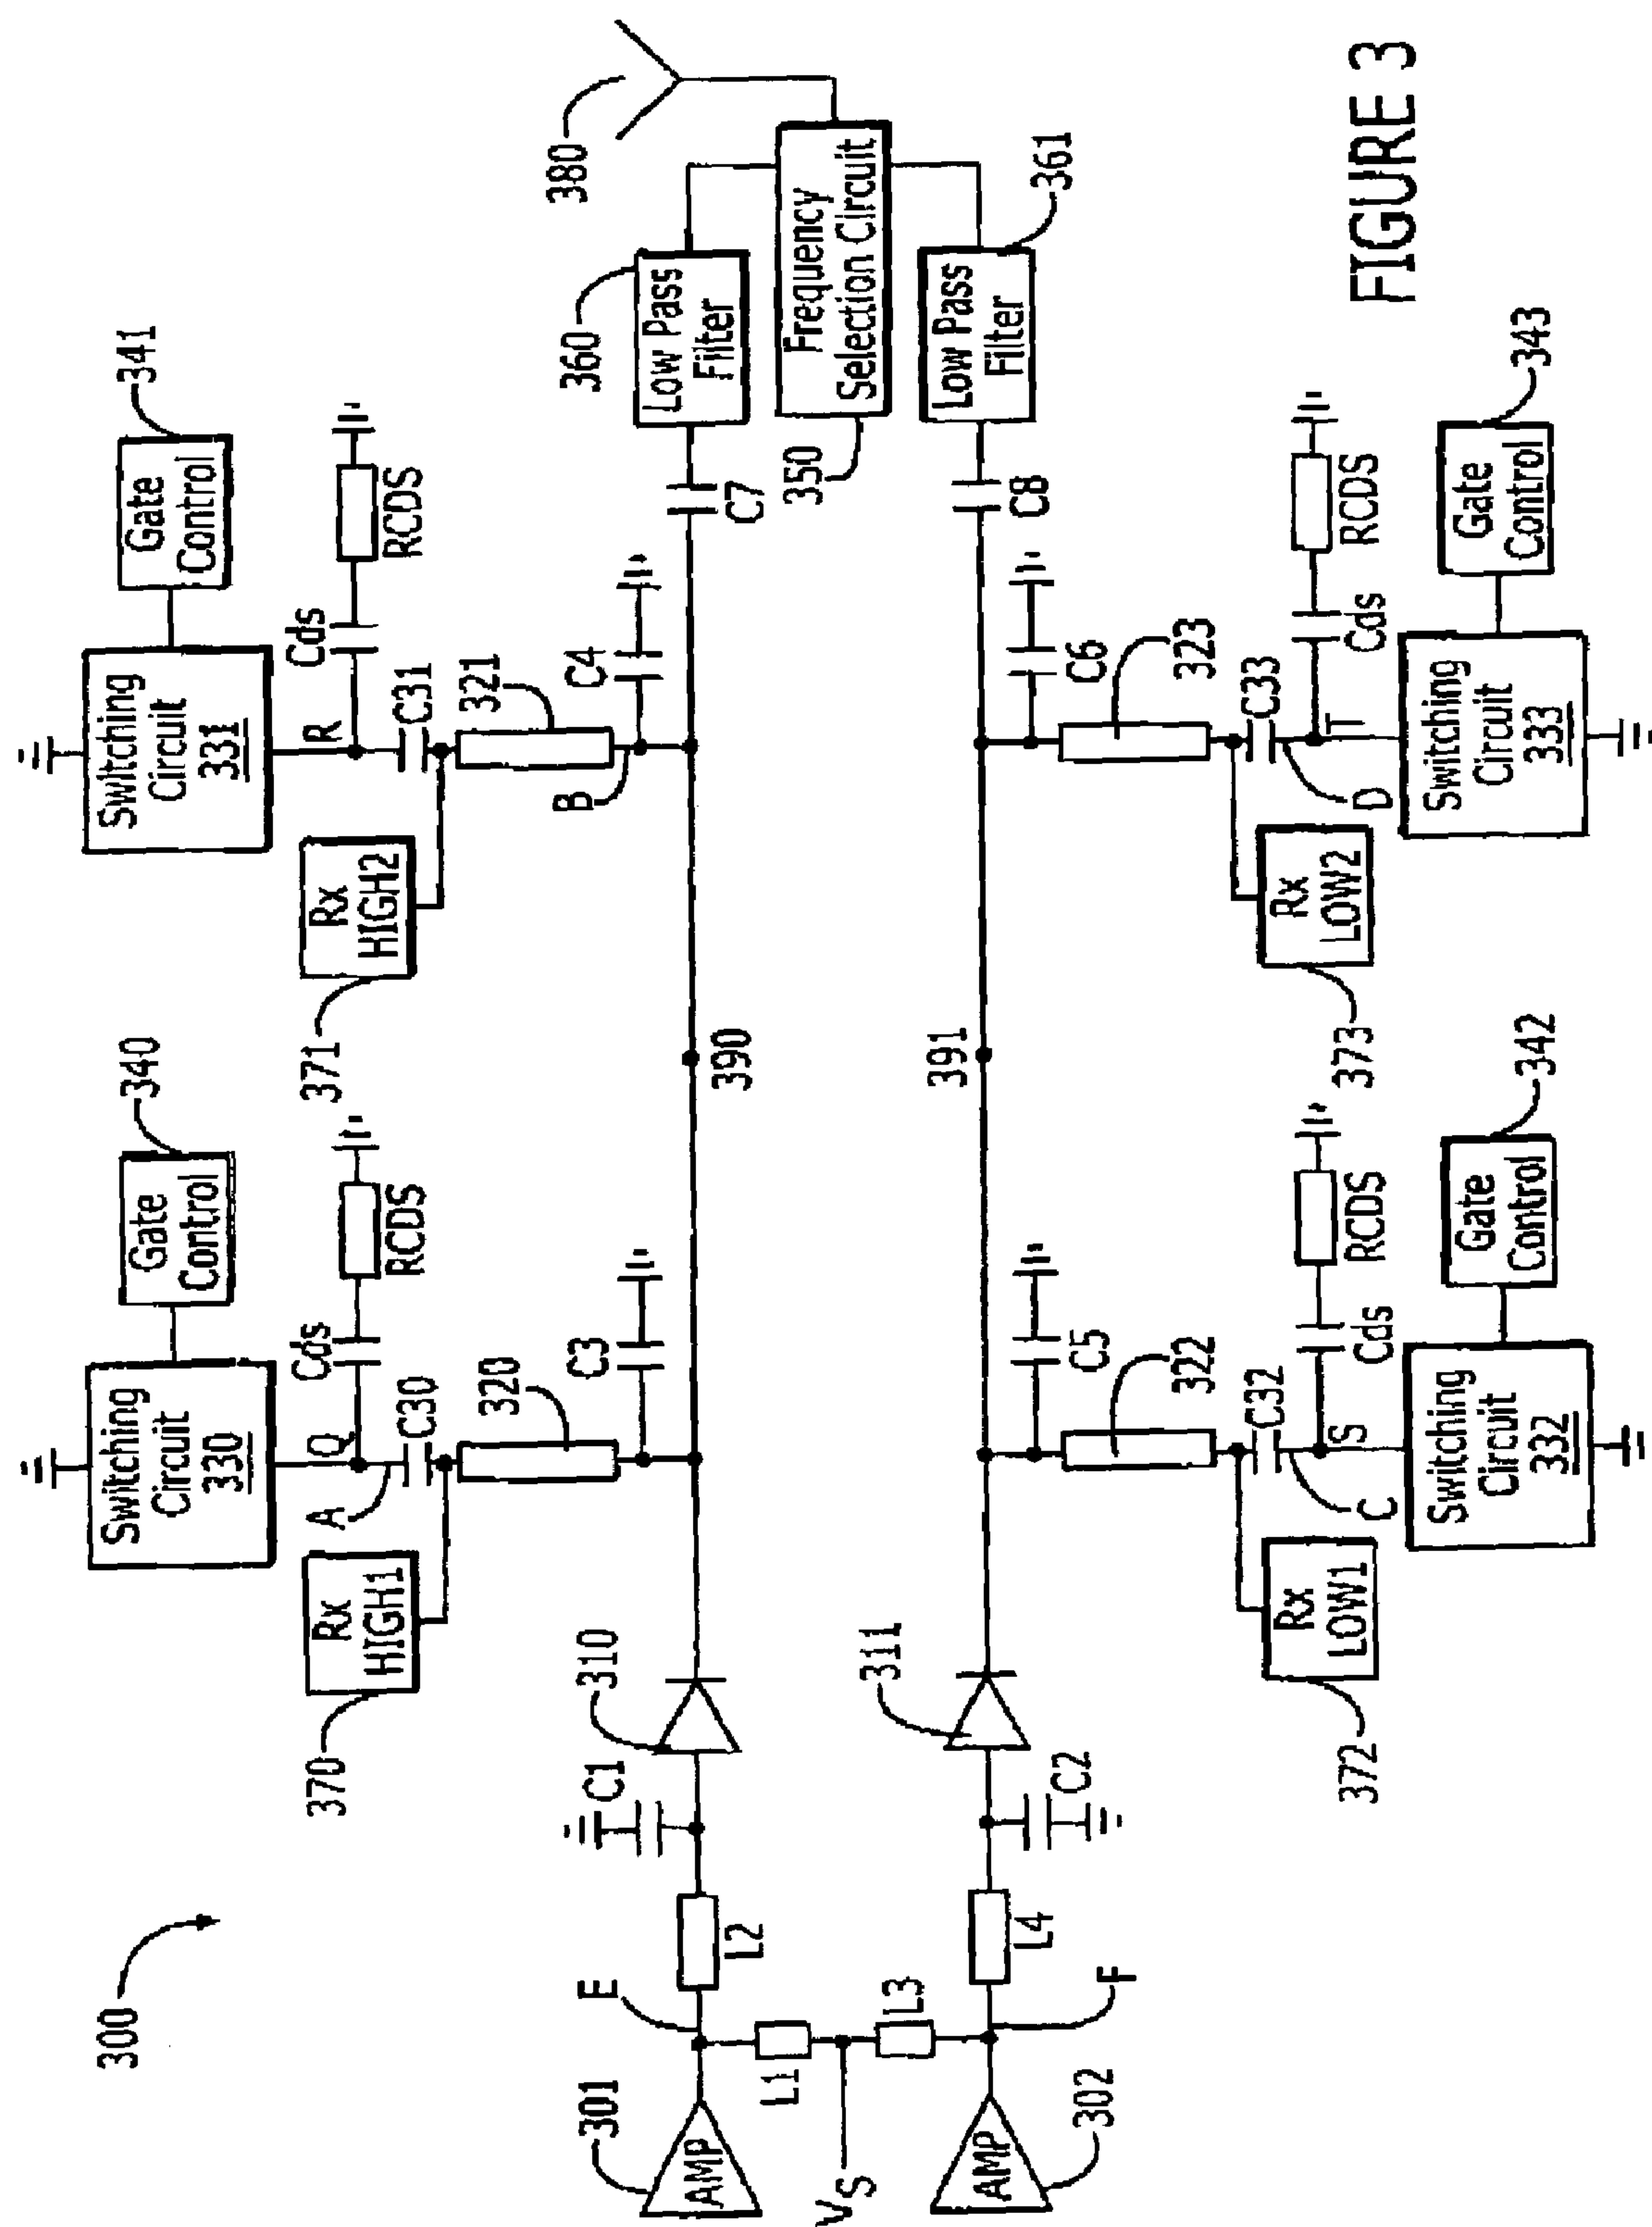 300
340
341
Gate
Control
Gate
Control
Switching
Circuit
330
Switching
Circuit
331
Rx
HIGH1
370
A
Q
Cds
RCDS
C30
320
C3
Rx
HIGH2
371
R
Cds
RCDS
C31
321
B
C4
301
AMP
E
L2
C1
310
390
C7
360
Low Pass
Filter
380
L1
VS
L3
350
Frequency
Selection Circuit
302
AMP
F
L4
C2
311
391
C8
Low Pass
Filter
361
C5
322
C6
323
372
Rx
LOW1
C
C32
S
Cds
RCDS
373
Rx
LOW2
D
C33
T
Cds
RCDS
Switching
Circuit
332
Gate
Control
342
Switching
Circuit
333
Gate
Control
343
FIGURE 3